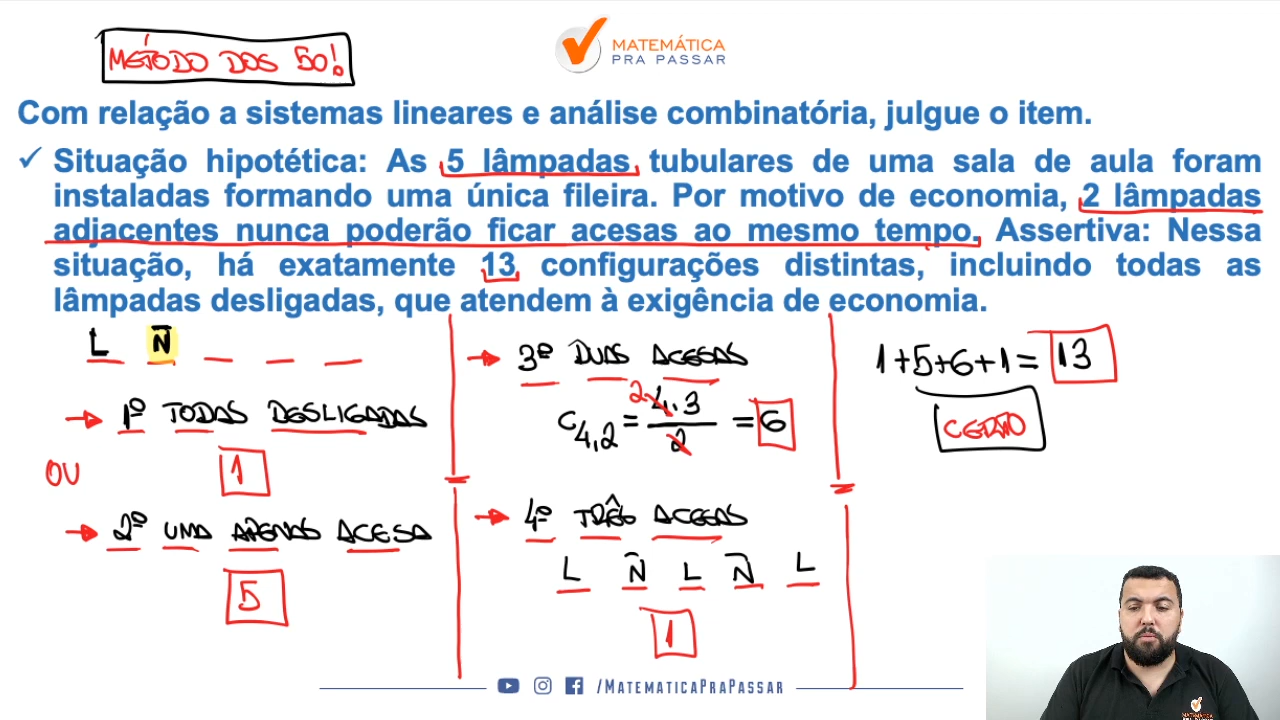 MÉTODO DOS 50!
MATEMÁTICA
PRA PASSAR
Com relação a sistemas lineares e análise combinatória, julgue o item.
✓ Situação hipotética: As 5 lâmpadas tubulares de uma sala de aula foram
instaladas formando uma única fileira. Por motivo de economia, 2 lâmpadas
adjacentes nunca poderão ficar acesas ao mesmo tempo. Assertiva: Nessa
situação, há exatamente 13 configurações distintas, incluindo todas as
lâmpadas desligadas, que atendem à exigência de economia.
L N̄ _ _ _
→ 1º TODAS DESLIGADAS
1
OU
→ 2º UMA APENAS ACESA
5
→ 3º DUAS ACESAS
C4,2 = 4.3/2 = 6
2
→ 4º TRÊS ACESAS
L N̄ L N̄ L
1
1+5+6+1= 13
CERTO
MATEMÁTICA
PRA PASSAR
/MATEMATICAPRAPASSAR